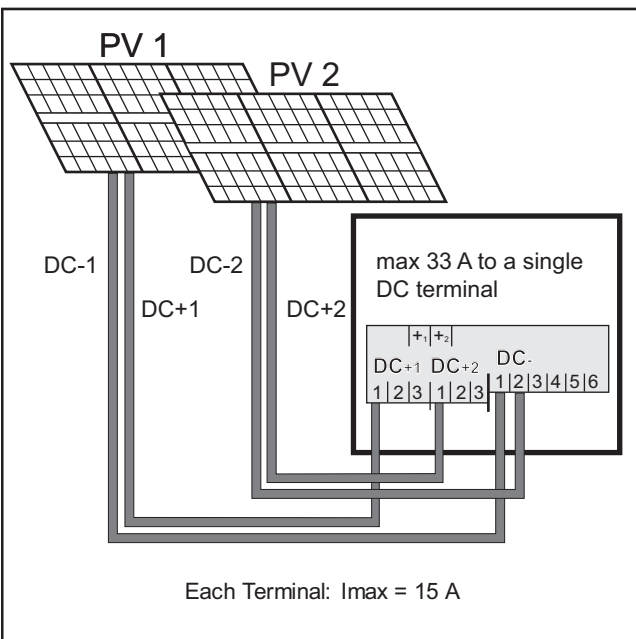 PV 1
PV 2
DC-1
DC+1
DC-2
DC+2
max 33 A to a single
DC terminal
|+₁|+₂|
DC+1 DC+2 DC-
1|2|3 1|2|3 1|2|3|4|5|6
Each Terminal: Imax = 15 A